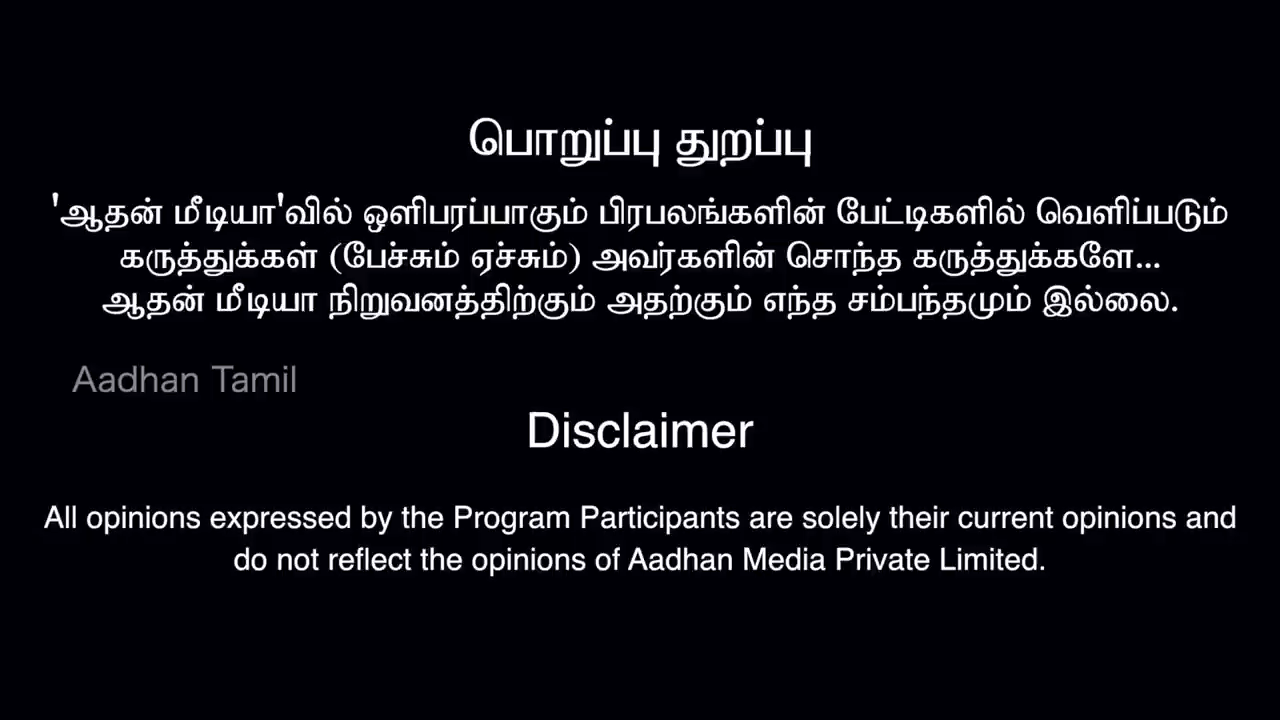 பொறுப்பு துறப்பு
'ஆதன் மீடியா'வில் ஒளிபரப்பாகும் பிரபலங்களின் பேட்டிகளில் வெளிப்படும்
கருத்துக்கள் (பேச்சும் ஏச்சும்) அவர்களின் சொந்த கருத்துக்களே...
ஆதன் மீடியா நிறுவனத்திற்கும் அதற்கும் எந்த சம்பந்தமும் இல்லை.
Aadhan Tamil
Disclaimer
All opinions expressed by the Program Participants are solely their current opinions and
do not reflect the opinions of Aadhan Media Private Limited.